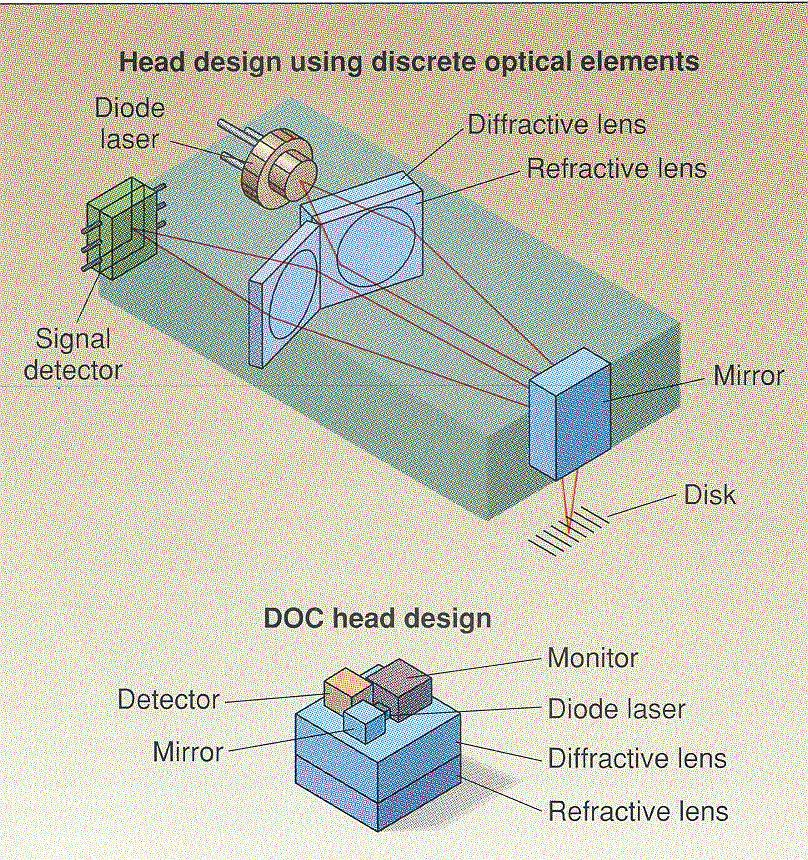 Head design using discrete optical elements
Diode
laser
Diffractive lens
Refractive lens
Signal
detector
Mirror
Disk
DOC head design
Monitor
Detector
Diode laser
Mirror
Diffractive lens
Refractive lens